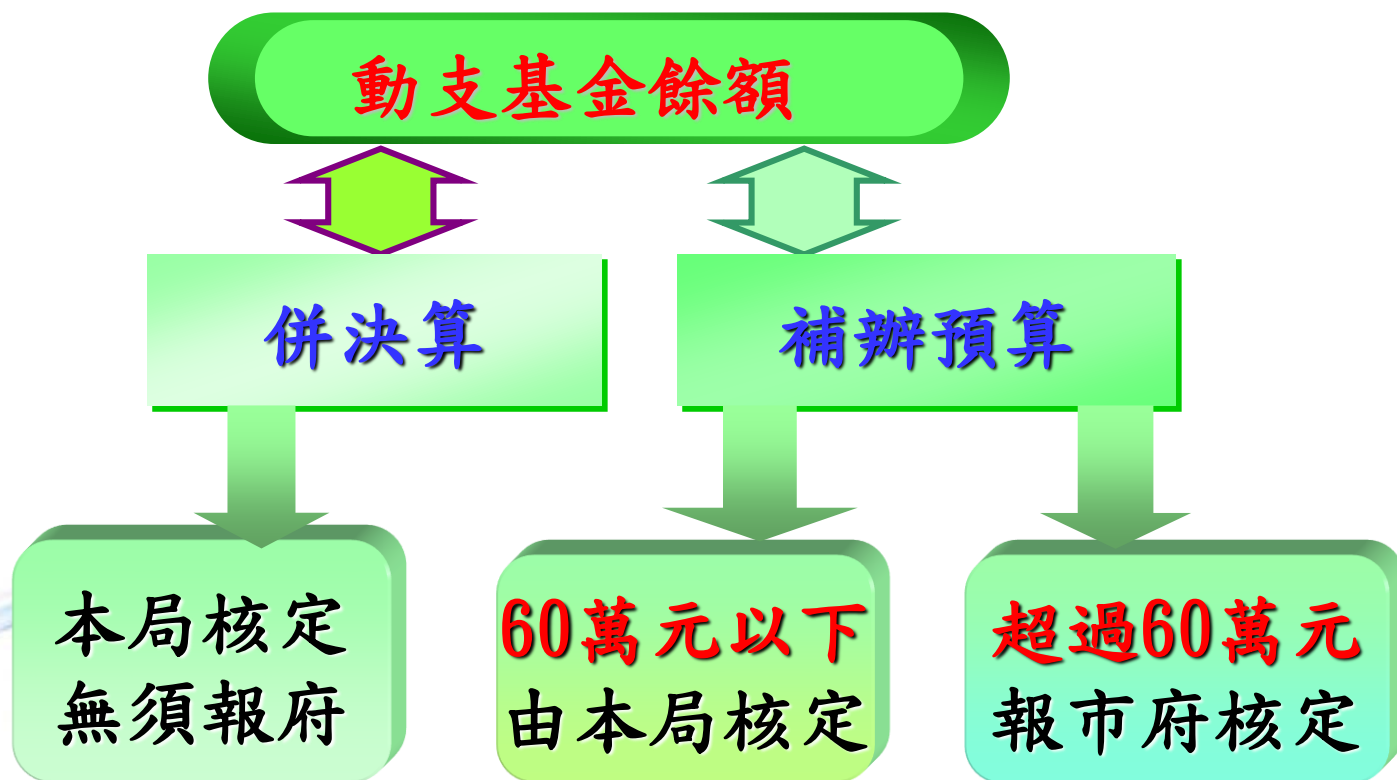 動支基金餘額
併決算
補辦預算
本局核定
無須報府
60萬元以下
由本局核定
超過60萬元
報市府核定